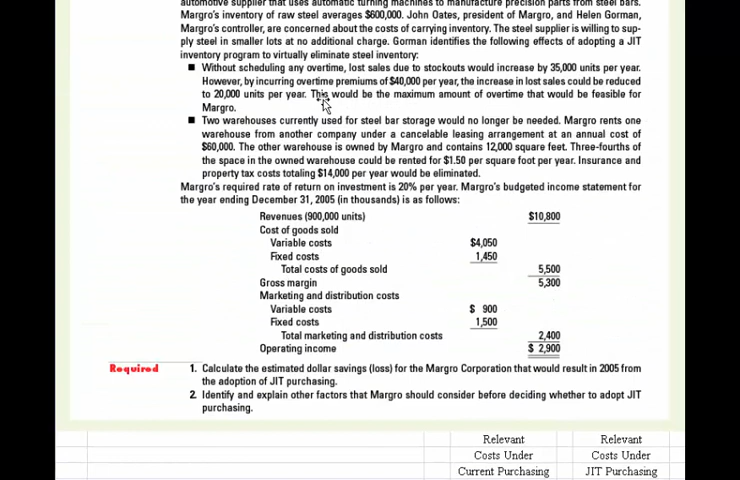 automotive supplier that uses automatic turning machines to manufacture precision parts from steel bars.
Margro's inventory of raw steel averages $600,000. John Oates, president of Margro, and Helen Gorman,
Margro's controller, are concerned about the costs of carrying inventory. The steel supplier is willing to sup-
ply steel in smaller lots at no additional charge. Gorman identifies the following effects of adopting a JIT
inventory program to virtually eliminate steel inventory:
■ Without scheduling any overtime, lost sales due to stockouts would increase by 35,000 units per year.
However, by incurring overtime premiums of $40,000 per year, the increase in lost sales could be reduced
to 20,000 units per year. This would be the maximum amount of overtime that would be feasible for
Margro.
■ Two warehouses currently used for steel bar storage would no longer be needed. Margro rents one
warehouse from another company under a cancelable leasing arrangement at an annual cost of
$60,000. The other warehouse is owned by Margro and contains 12,000 square feet. Three-fourths of
the space in the owned warehouse could be rented for $1.50 per square foot per year. Insurance and
property tax costs totaling $14,000 per year would be eliminated.
Margro's required rate of return on investment is 20% per year. Margro's budgeted income statement for
the year ending December 31, 2005 (in thousands) is as follows:
Revenues (900,000 units) $10,800
Cost of goods sold
Variable costs $4,050
Fixed costs 1,450
Total costs of goods sold 5,500
Gross margin 5,300
Marketing and distribution costs
Variable costs $ 900
Fixed costs 1,500
Total marketing and distribution costs 2,400
Operating income $ 2,900
Required 1. Calculate the estimated dollar savings (loss) for the Margro Corporation that would result in 2005 from
the adoption of JIT purchasing.
2. Identify and explain other factors that Margro should consider before deciding whether to adopt JIT
purchasing.
Relevant Relevant
Costs Under Costs Under
Current Purchasing JIT Purchasing